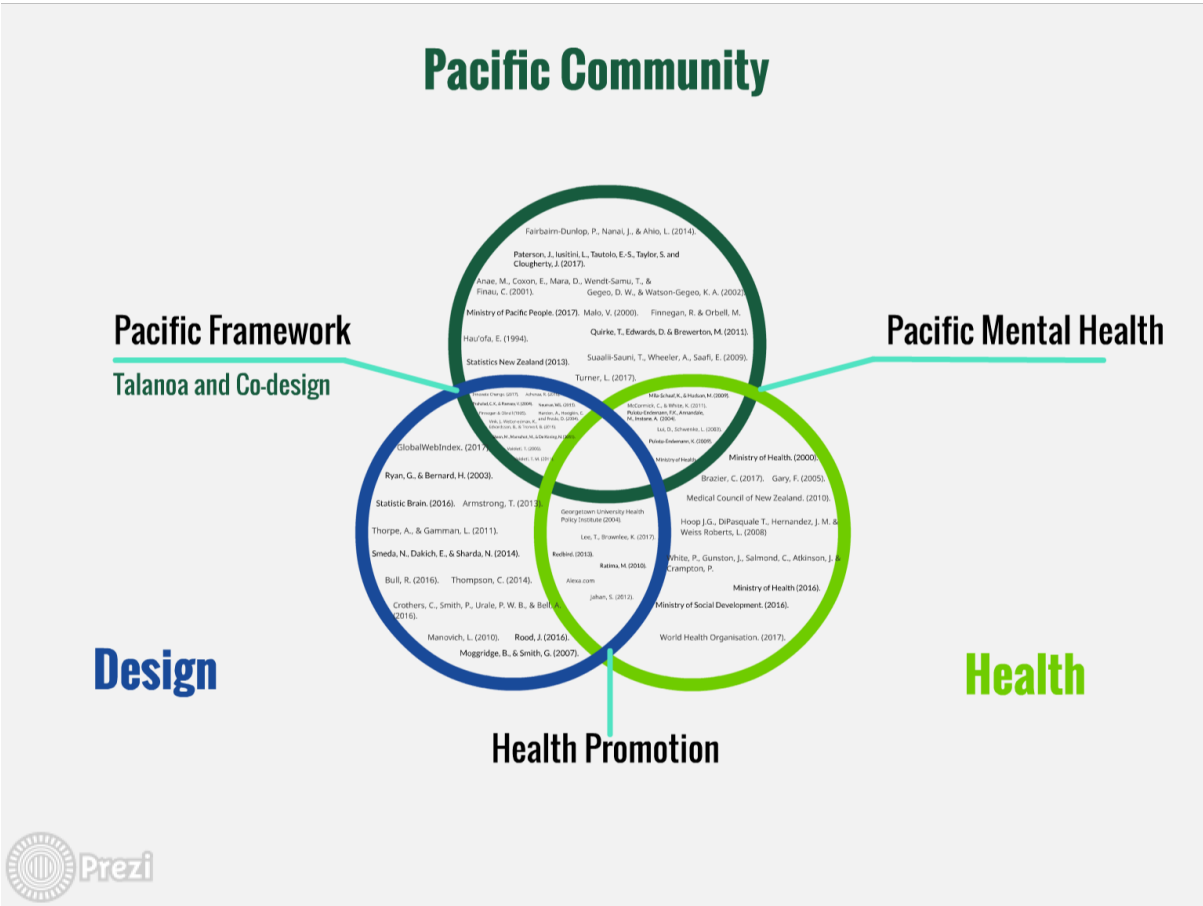 Pacific Community
Fairbairn-Dunlop, P., Nanai, J., & Ahio, L. (2014).
Paterson, J., Iusitini, L., Tautolo, E.-S., Taylor, S. and
Clougherty, J. (2017).
Anae, M., Coxon, E., Mara, D., Wendt-Samu, T., &
Finau, C. (2001).
Gegeo, D. W., & Watson-Gegeo, K. A. (2002).
Ministry of Pacific People. (2017).
Malo, V. (2000).
Finnegan, R. & Orbell, M.
Quirke, T., Edwards, D. & Brewerton, M. (2011).
Hau'ofa, E. (1994).
Statistics New Zealand (2013).
Suaalii-Sauni, T., Wheeler, A., Saafi, E. (2009).
Turner, L. (2017).
Pacific Framework
Talanoa and Co-design
Pacific Mental Health
McCormick, C., & White, K. (2011).
Pulotu-Endemann, F.K., Annandale,
M., Instone, A. (2004).
Lui, D., Schwenke, L. (2003).
Pulotu-Endemann, K. (2009).
Ministry of Health
GlobalWebIndex. (2017)
Ryan, G., & Bernard, H. (2003).
Statistic Brain. (2016).
Armstrong, T. (2013).
Thorpe, A., & Gamman, L. (2011).
Smeda, N., Dakich, E., & Sharda, N. (2014).
Bull, R. (2016).
Thompson, C. (2014).
Crothers, C., Smith, P., Urale, P. W. B., & Bell, A.
(2016).
Manovich, L. (2010).
Rood, J. (2016).
Moggridge, B., & Smith, G. (2007).
Georgetown University Health
Policy Institute (2004).
Lee, T., Brownlee, K. (2017).
Redbird. (2013).
Ratima, M. (2010).
Alexa.com
Jahan, S. (2012).
Ministry of Health. (2000).
Brazier, C. (2017).
Gary, F. (2005).
Medical Council of New Zealand. (2010).
Hoop J.G., DiPasquale T., Hernandez, J. M. &
Weiss Roberts, L. (2008)
White, P., Gunston, J., Salmond, C., Atkinson, J. &
Crampton, P.
Ministry of Health (2016).
Ministry of Social Development. (2016).
World Health Organisation. (2017).
Design
Health
Health Promotion
Prezi